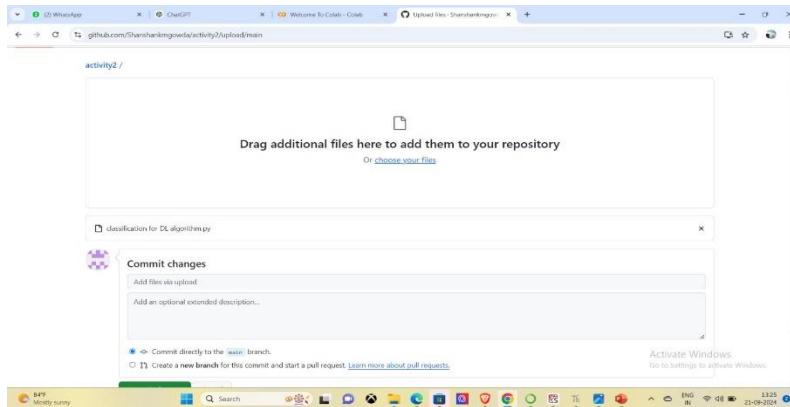 (2) WhatsApp
ChatGPT
Welcome To Colab - Colab
Upload files · Shanshankmgow
github.com/Shanshankmgowda/activity2/upload/main
activity2 /
Drag additional files here to add them to your repository
Or choose your files
classification for DL algorithm.py
Commit changes
Add files via upload
Add an optional extended description...
Commit directly to the main branch.
Create a new branch for this commit and start a pull request. Learn more about pull requests.
Activate Windows
Go to Settings to activate Windows.
84°F
Mostly sunny
Search
ENG
IN
13:25
21-09-2024